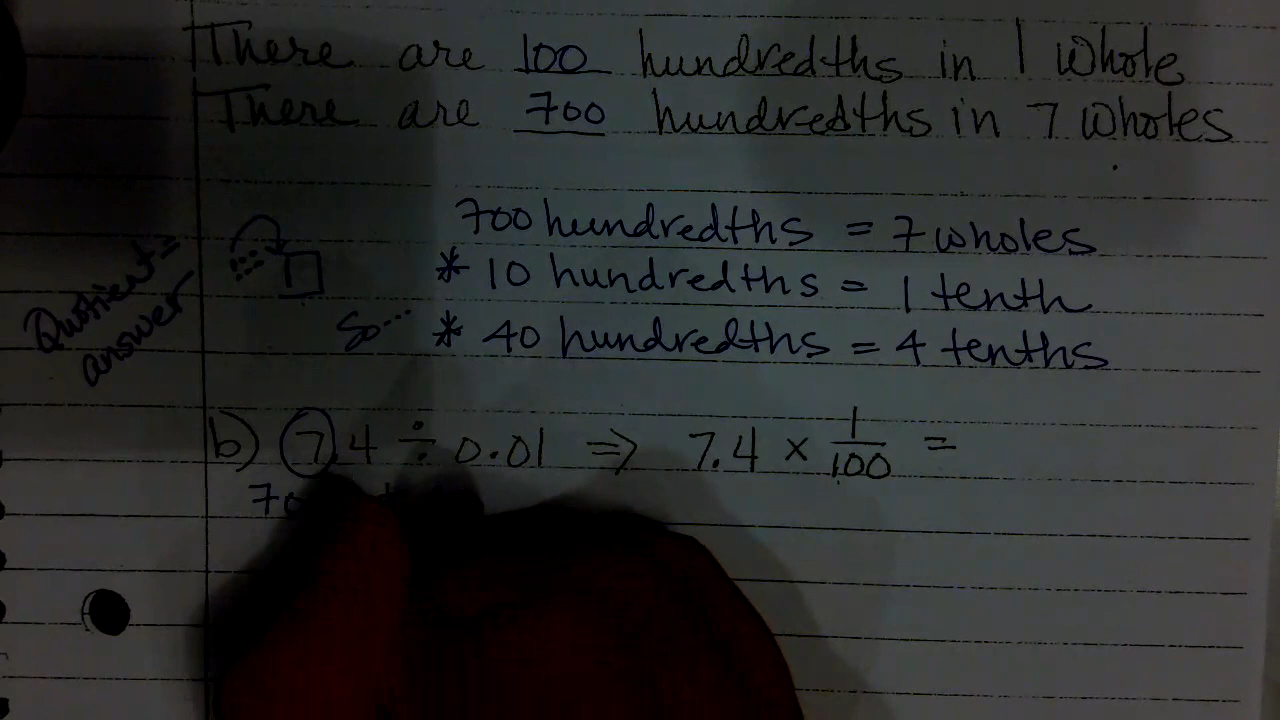 There are 100 hundredths in 1 whole
There are 700 hundredths in 7 wholes
700 hundredths = 7 wholes
* 10 hundredths = 1 tenth
So... * 40 hundredths = 4 tenths
Quotient =
answer
b) 7.4 ÷ 0.01 ⇒ 7.4 × 1/100 =